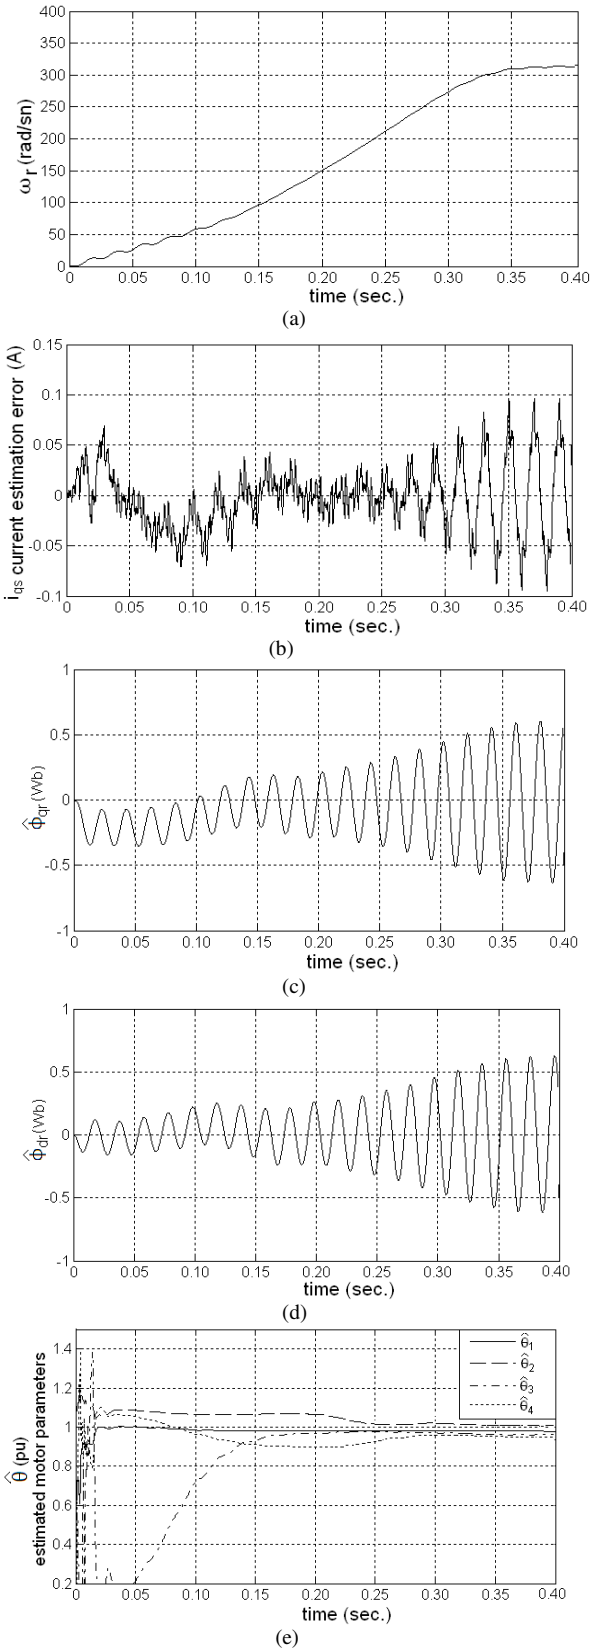 400
350
300
250
200
150
100
50
0
ωr (rad/sn)
0 0.05 0.10 0.15 0.20 0.25 0.30 0.35 0.40
time (sec.)
(a)
0.15
0.1
0.05
0
-0.05
-0.1
iqs current estimation error (A)
0 0.05 0.10 0.15 0.20 0.25 0.30 0.35 0.40
time (sec.)
(b)
1
0.5
0
-0.5
-1
ϕ̂qr (Wb)
0 0.05 0.10 0.15 0.20 0.25 0.30 0.35 0.40
time (sec.)
(c)
1
0.5
0
-0.5
-1
ϕ̂dr (Wb)
0 0.05 0.10 0.15 0.20 0.25 0.30 0.35 0.40
time (sec.)
(d)
1.4
1.2
1
0.8
0.6
0.4
0.2
θ̂ (pu)
estimated motor parameters
θ̂1
θ̂2
θ̂3
θ̂4
0 0.05 0.10 0.15 0.20 0.25 0.30 0.35 0.40
time (sec.)
(e)